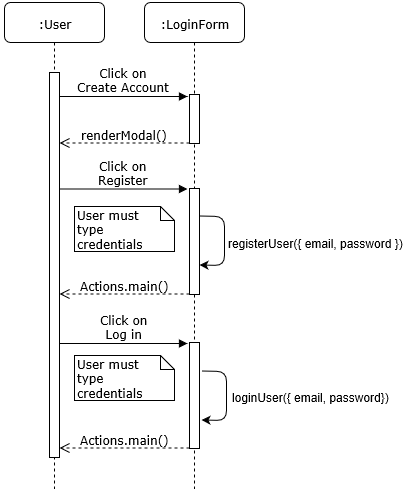 :User
:LoginForm
Click on
Create Account
renderModal()
Click on
Register
User must
type
credentials
registerUser({ email, password })
Actions.main()
Click on
Log in
User must
type
credentials
loginUser({ email, password})
Actions.main()